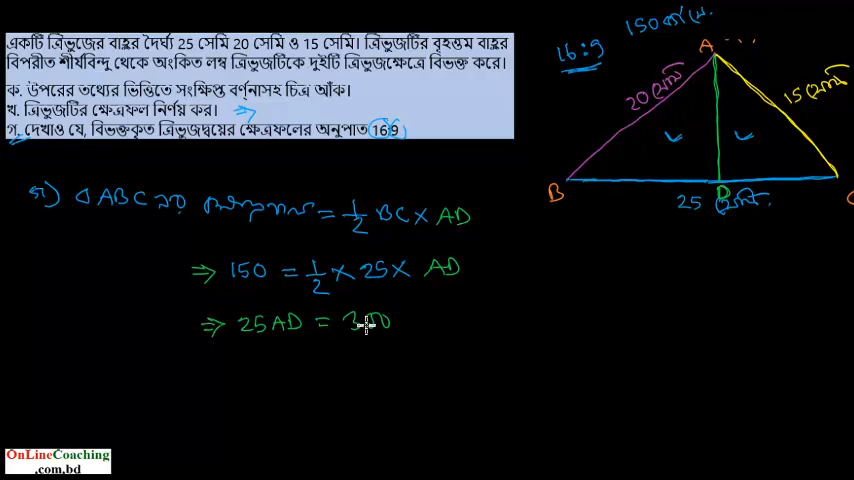 একটি ত্রিভুজের বাহুর দৈর্ঘ্য 25 সেমি 20 সেমি ও 15 সেমি। ত্রিভুজটির বৃহত্তম বাহুর
বিপরীত শীর্ষবিন্দু থেকে অংকিত লম্ব ত্রিভুজটিকে দুইটি ত্রিভুজক্ষেত্রে বিভক্ত করে।
ক. উপরের তথ্যের ভিত্তিতে সংক্ষিপ্ত বর্ণনাসহ চিত্র আঁক।
খ. ত্রিভুজটির ক্ষেত্রফল নির্ণয় কর।
গ. দেখাও যে, বিভক্তকৃত ত্রিভুজদ্বয়ের ক্ষেত্রফলের অনুপাত 16:9
16:9
150
A
20 সেমি
15 সেমি
B
D
C
25 সেমি
গ) Δ ABC এর ক্ষেত্রফল = 1/2 BC × AD
⇒ 150 = 1/2 × 25 × AD
⇒ 25 AD = 300
OnLineCoaching
.com,bd